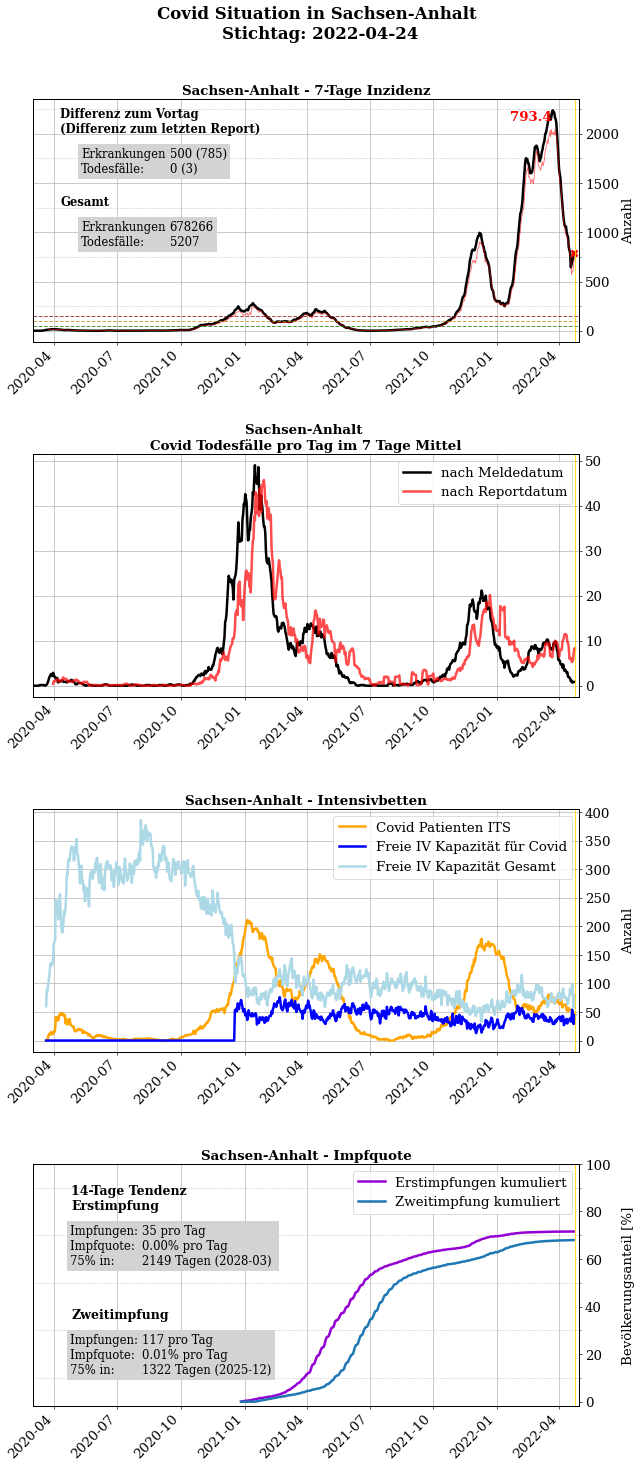 Covid Situation in Sachsen-Anhalt
Stichtag: 2022-04-24
Sachsen-Anhalt - 7-Tage Inzidenz
Differenz zum Vortag
(Differenz zum letzten Report)
Erkrankungen 500 (785)
Todesfälle: 0 (3)
Gesamt
Erkrankungen 678266
Todesfälle: 5207
793.4
2000
1500
1000
500
0
Anzahl
2020-04
2020-07
2020-10
2021-01
2021-04
2021-07
2021-10
2022-01
2022-04
Sachsen-Anhalt
Covid Todesfälle pro Tag im 7 Tage Mittel
nach Meldedatum
nach Reportdatum
50
40
30
20
10
0
2020-04
2020-07
2020-10
2021-01
2021-04
2021-07
2021-10
2022-01
2022-04
Sachsen-Anhalt - Intensivbetten
Covid Patienten ITS
Freie IV Kapazität für Covid
Freie IV Kapazität Gesamt
400
350
300
250
200
150
100
50
0
Anzahl
2020-04
2020-07
2020-10
2021-01
2021-04
2021-07
2021-10
2022-01
2022-04
Sachsen-Anhalt - Impfquote
14-Tage Tendenz
Erstimpfung
Impfungen: 35 pro Tag
Impfquote: 0.00% pro Tag
75% in: 2149 Tagen (2028-03)
Zweitimpfung
Impfungen: 117 pro Tag
Impfquote: 0.01% pro Tag
75% in: 1322 Tagen (2025-12)
Erstimpfungen kumuliert
Zweitimpfung kumuliert
100
80
60
40
20
0
Bevölkerungsanteil [%]
2020-04
2020-07
2020-10
2021-01
2021-04
2021-07
2021-10
2022-01
2022-04